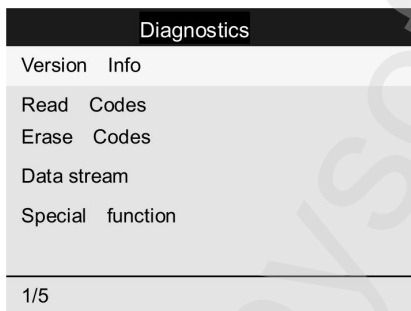 Diagnostics
Version Info
Read Codes
Erase Codes
Data stream
Special function
1/5